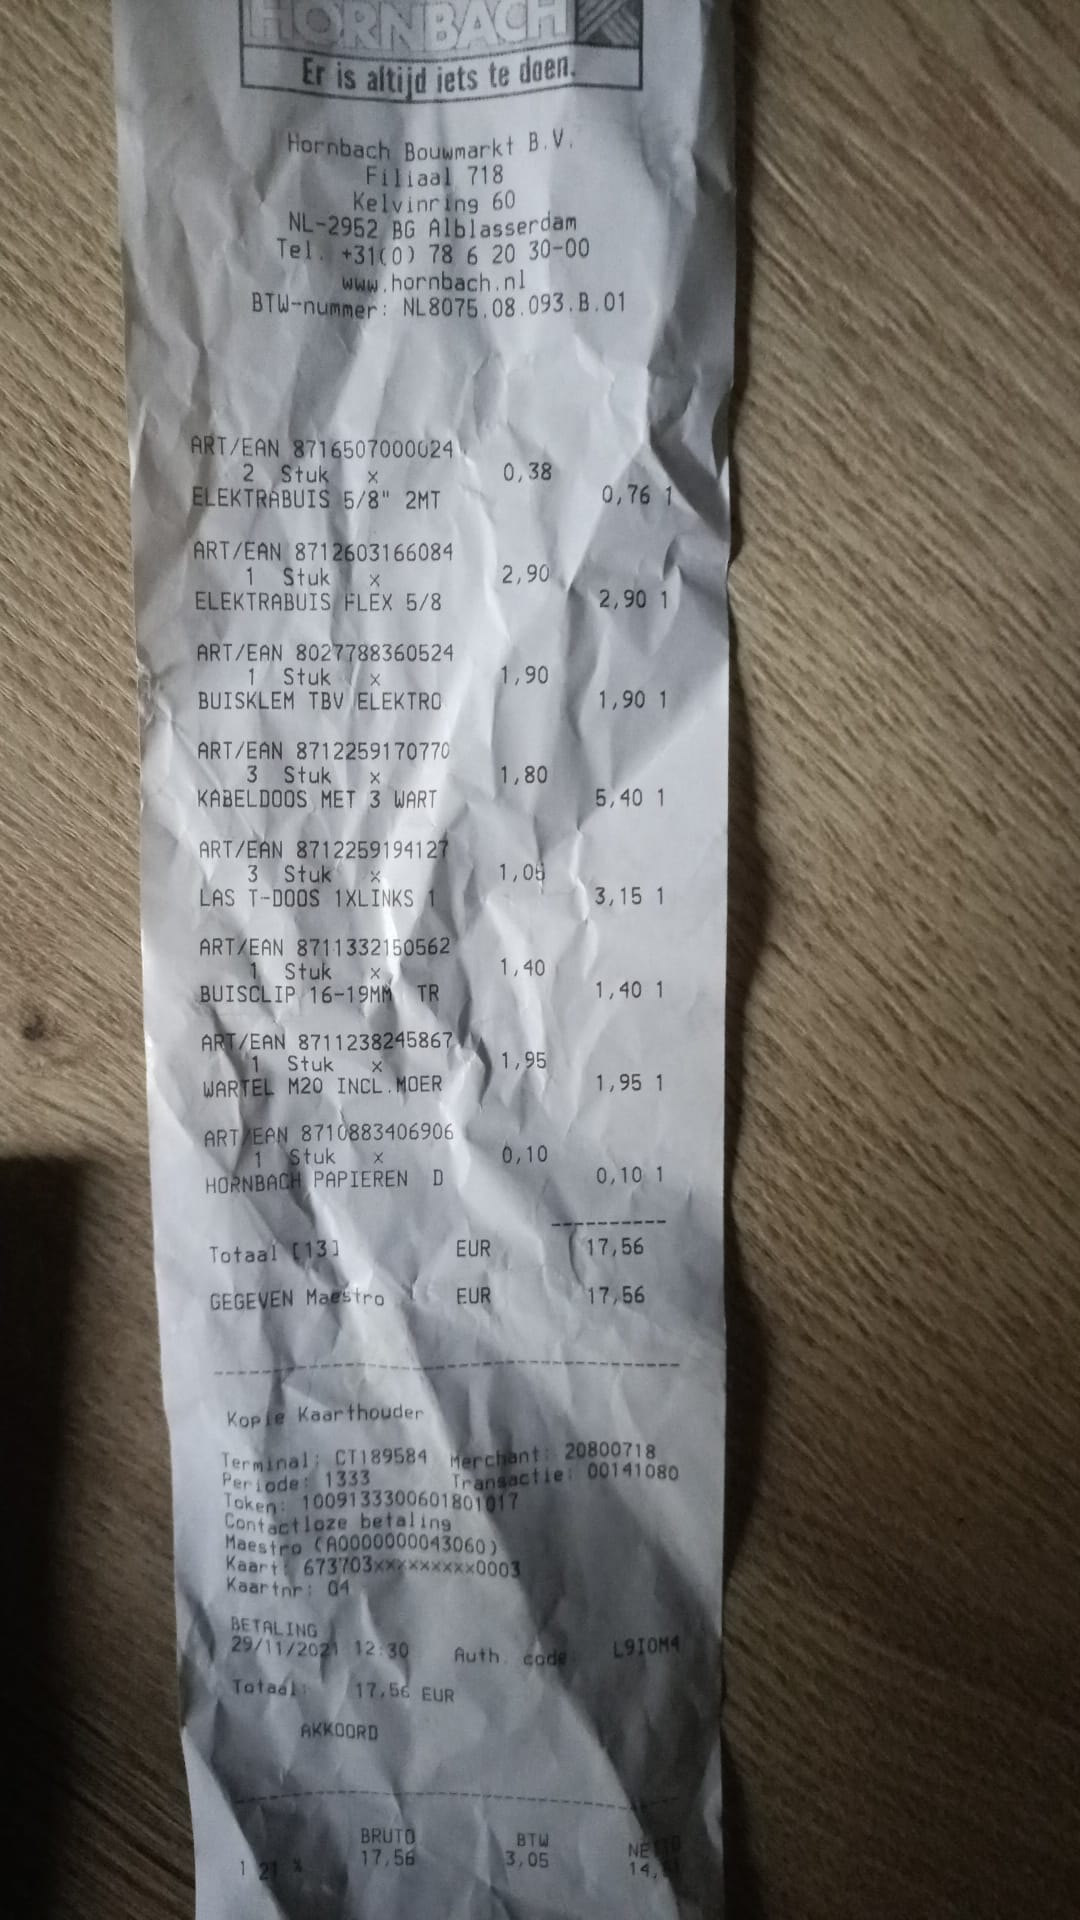 HORNBACH
Er is altijd iets te doen.
Hornbach Bouwmarkt B.V.
Filiaal 718
Kelvinring 60
NL-2952 BG Alblasserdam
Tel. +31(0) 78 6 20 30-00
www.hornbach.nl
BTW-nummer: NL8075.08.093.B.01
ART/EAN 8716507000024
2 Stuk x 0,38
ELEKTRABUIS 5/8" 2MT 0,76 1
ART/EAN 8712603166084
1 Stuk x 2,90
ELEKTRABUIS FLEX 5/8 2,90 1
ART/EAN 8027788360524
1 Stuk x 1,90
BUISKLEM TBV ELEKTRO 1,90 1
ART/EAN 8712259170770
3 Stuk x 1,80
KABELDOOS MET 3 WART 5,40 1
ART/EAN 8712259194127
3 Stuk x 1,05
LAS T-DOOS 1XLINKS 1 3,15 1
ART/EAN 8711332150562
1 Stuk x 1,40
BUISCLIP 16-19MM TR 1,40 1
ART/EAN 8711238245867
1 Stuk x 1,95
WARTEL M20 INCL.MOER 1,95 1
ART/EAN 8710883406906
1 Stuk x 0,10
HORNBACH PAPIEREN D 0,10 1
Totaal [13] EUR 17,56
GEGEVEN Maestro EUR 17,56
Kopie Kaarthouder
Terminal: CT189584 Merchant: 20800718
Periode: 1333 Transactie: 00141080
Token: 1009133300601801017
Contactloze betaling
Maestro (A0000000043060)
Kaart: 673703xxxxxxxxx0003
Kaartnr: 04
BETALING
29/11/2021 12:30 Auth. code: L9IOM4
Totaal: 17,56 EUR
AKKOORD
BRUTO BTW NETTO
1 21 % 17,56 3,05